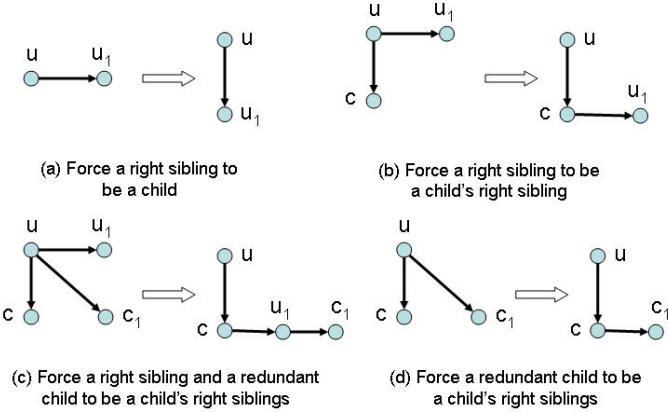 u u₁
u
u₁
(a) Force a right sibling to
be a child
u u₁
c
u
c u₁
(b) Force a right sibling to be
a child's right sibling
u u₁
c c₁
u
c u₁ c₁
(c) Force a right sibling and a redundant
child to be a child's right siblings
u
c c₁
u
c c₁
(d) Force a redundant child to be
a child's right siblings